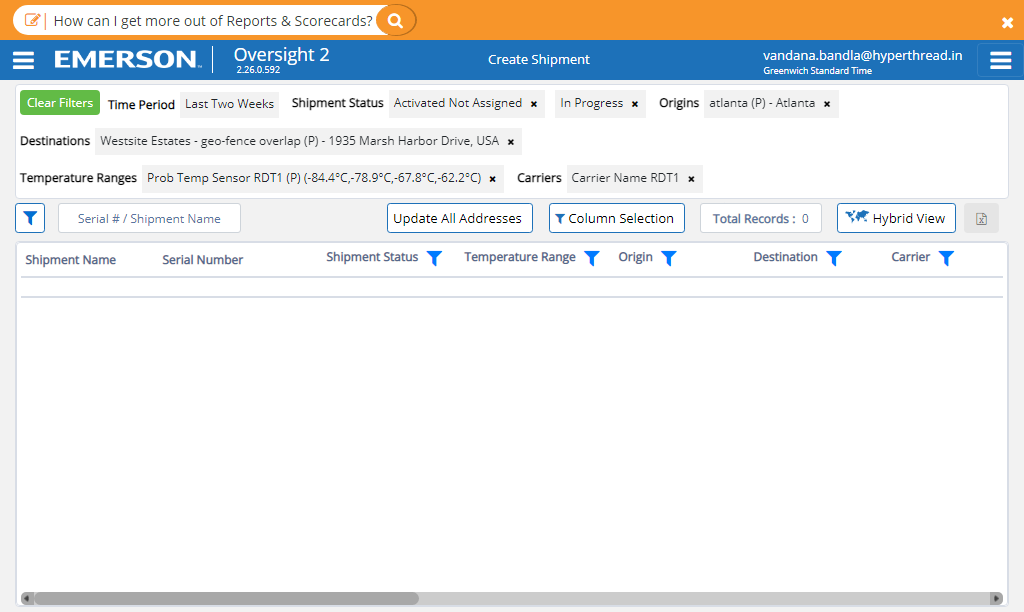 How can I get more out of Reports & Scorecards?
EMERSON Oversight 2
2.26.0.592
Create Shipment
vandana.bandla@hyperthread.in
Greenwich Standard Time
Clear Filters Time Period Last Two Weeks Shipment Status Activated Not Assigned × In Progress × Origins atlanta (P) - Atlanta ×
Destinations Westsite Estates - geo-fence overlap (P) - 1935 Marsh Harbor Drive, USA ×
Temperature Ranges Prob Temp Sensor RDT1 (P) (-84.4°C,-78.9°C,-67.8°C,-62.2°C) × Carriers Carrier Name RDT1 ×
Serial # / Shipment Name Update All Addresses Column Selection Total Records : 0 Hybrid View
Shipment Name Serial Number Shipment Status Temperature Range Origin Destination Carrier